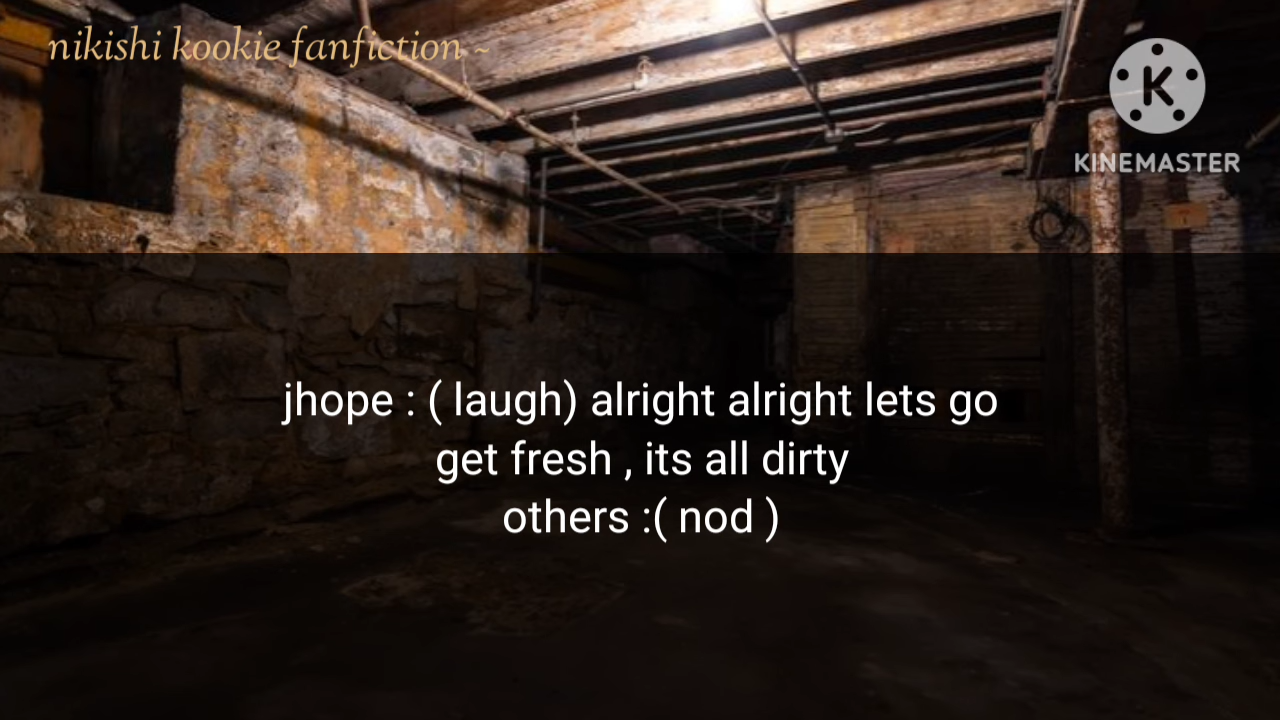 nikishi kookie fanfiction ~
K
KINEMASTER
jhope : ( laugh) alright alright lets go
get fresh , its all dirty
others :( nod )